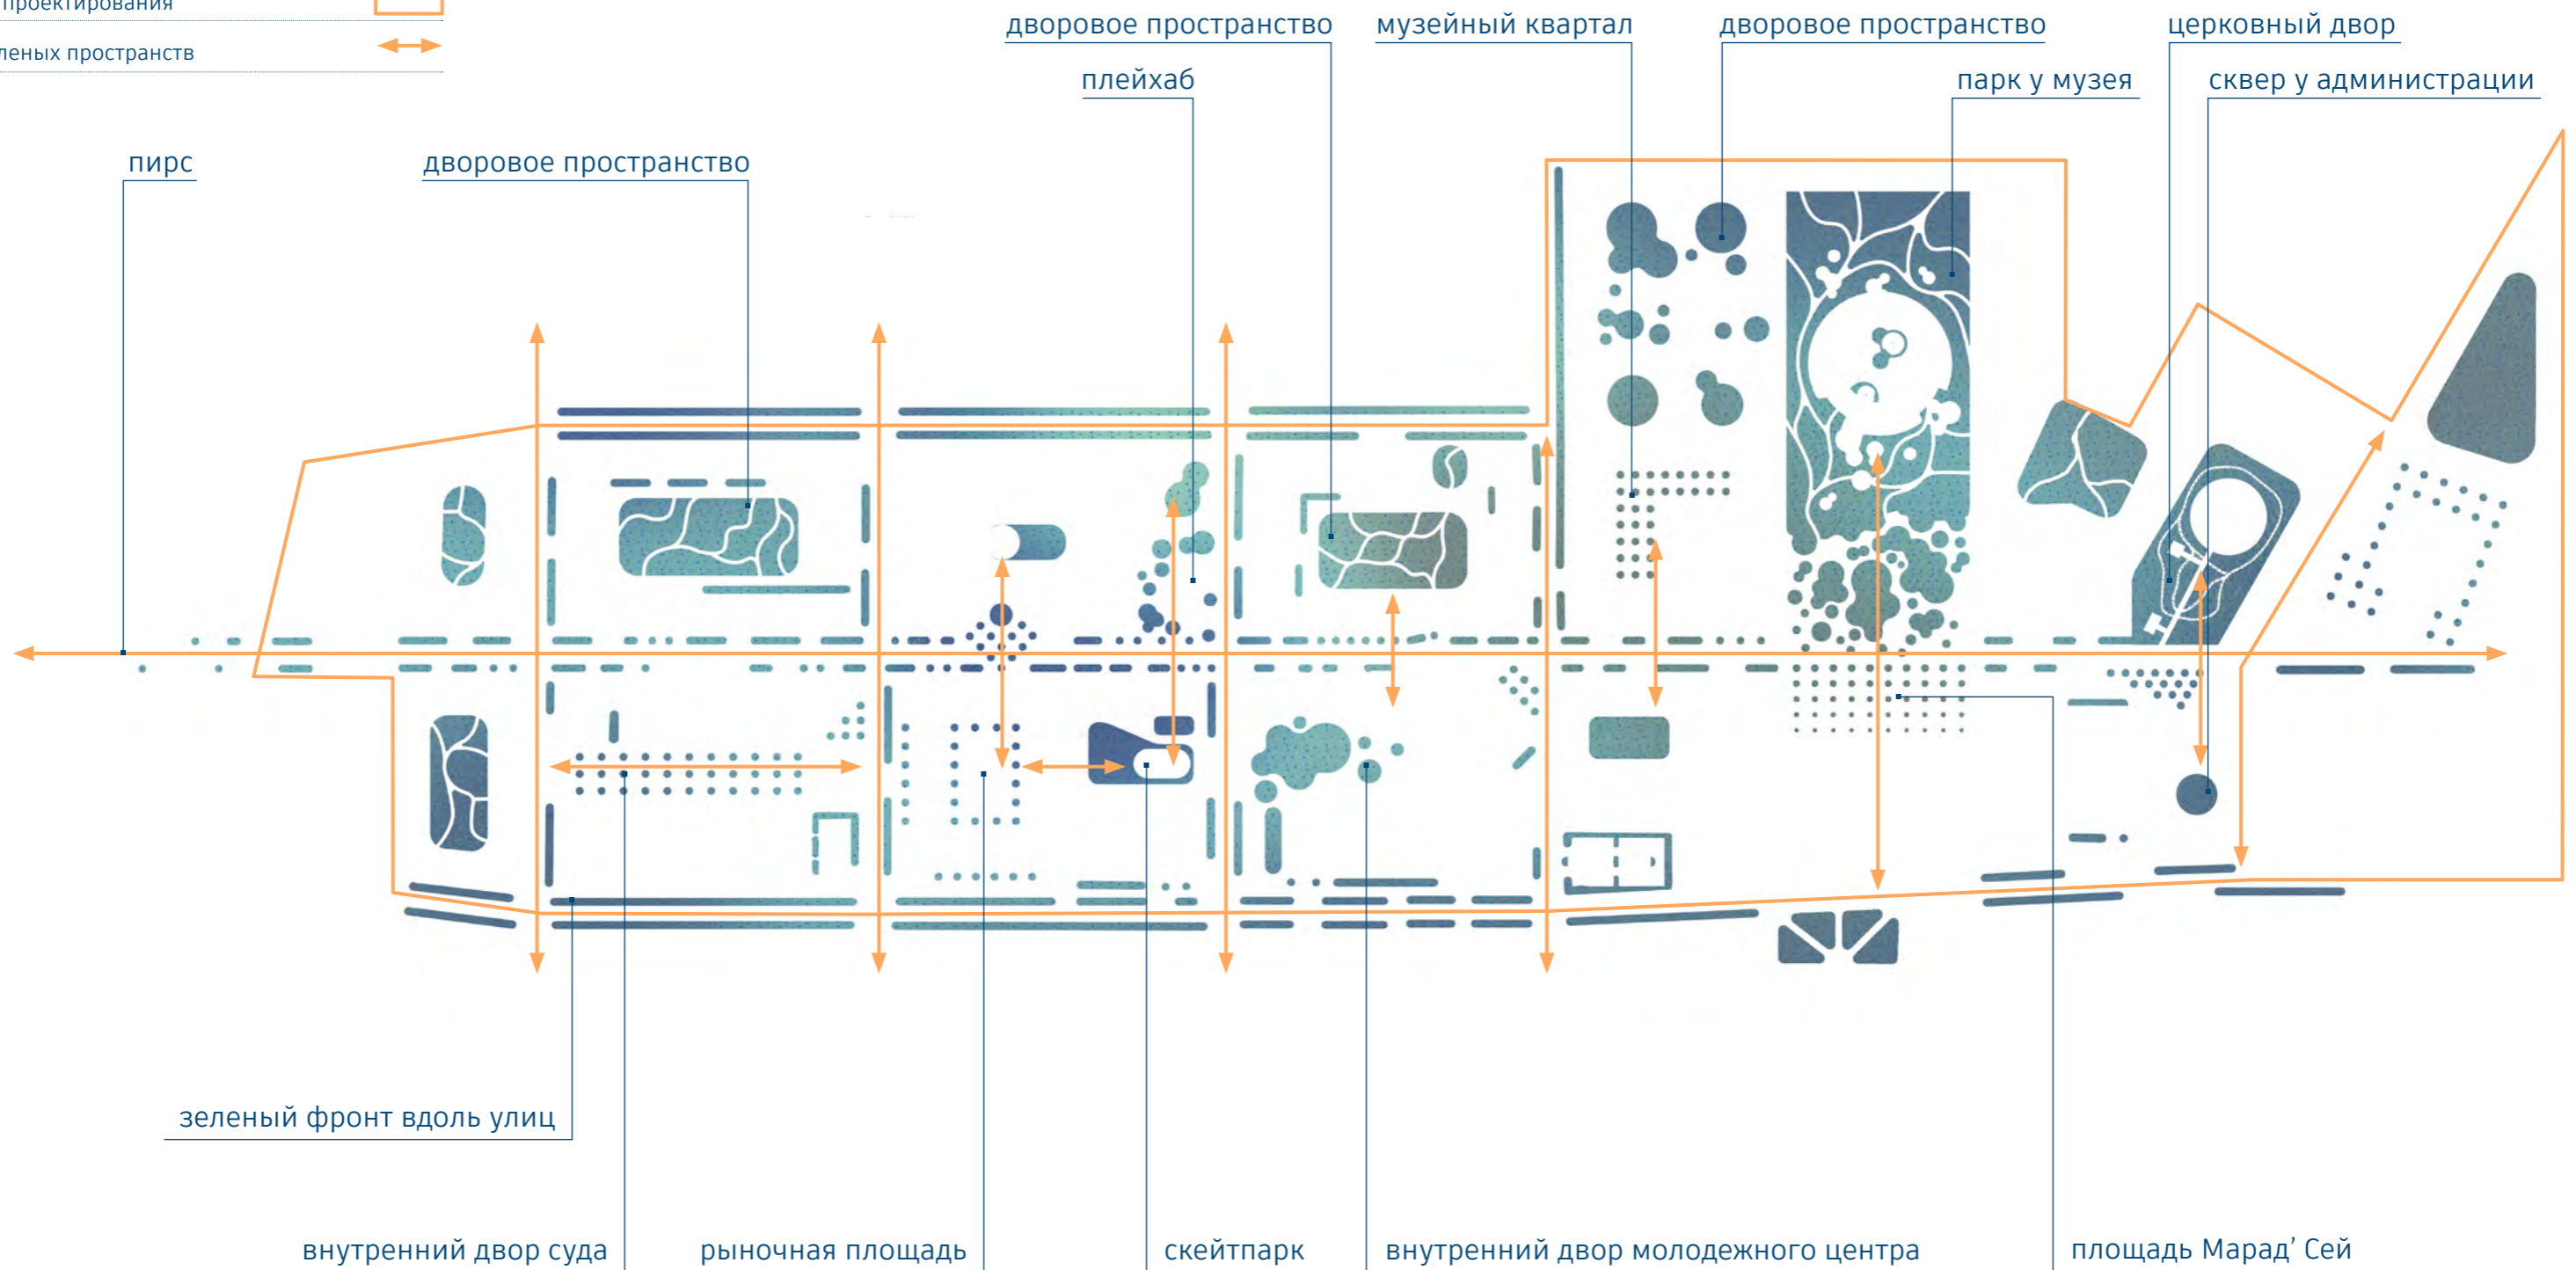 проектирования
пространств
дворовое пространство
музейный квартал
дворовое пространство
церковный двор
плейхаб
парк у музея
сквер у администрации
пирс
дворовое пространство
зеленый фронт вдоль улиц
внутренний двор суда
рыночная площадь
скейтпарк
внутренний двор молодежного центра
площадь Марад’ Сей